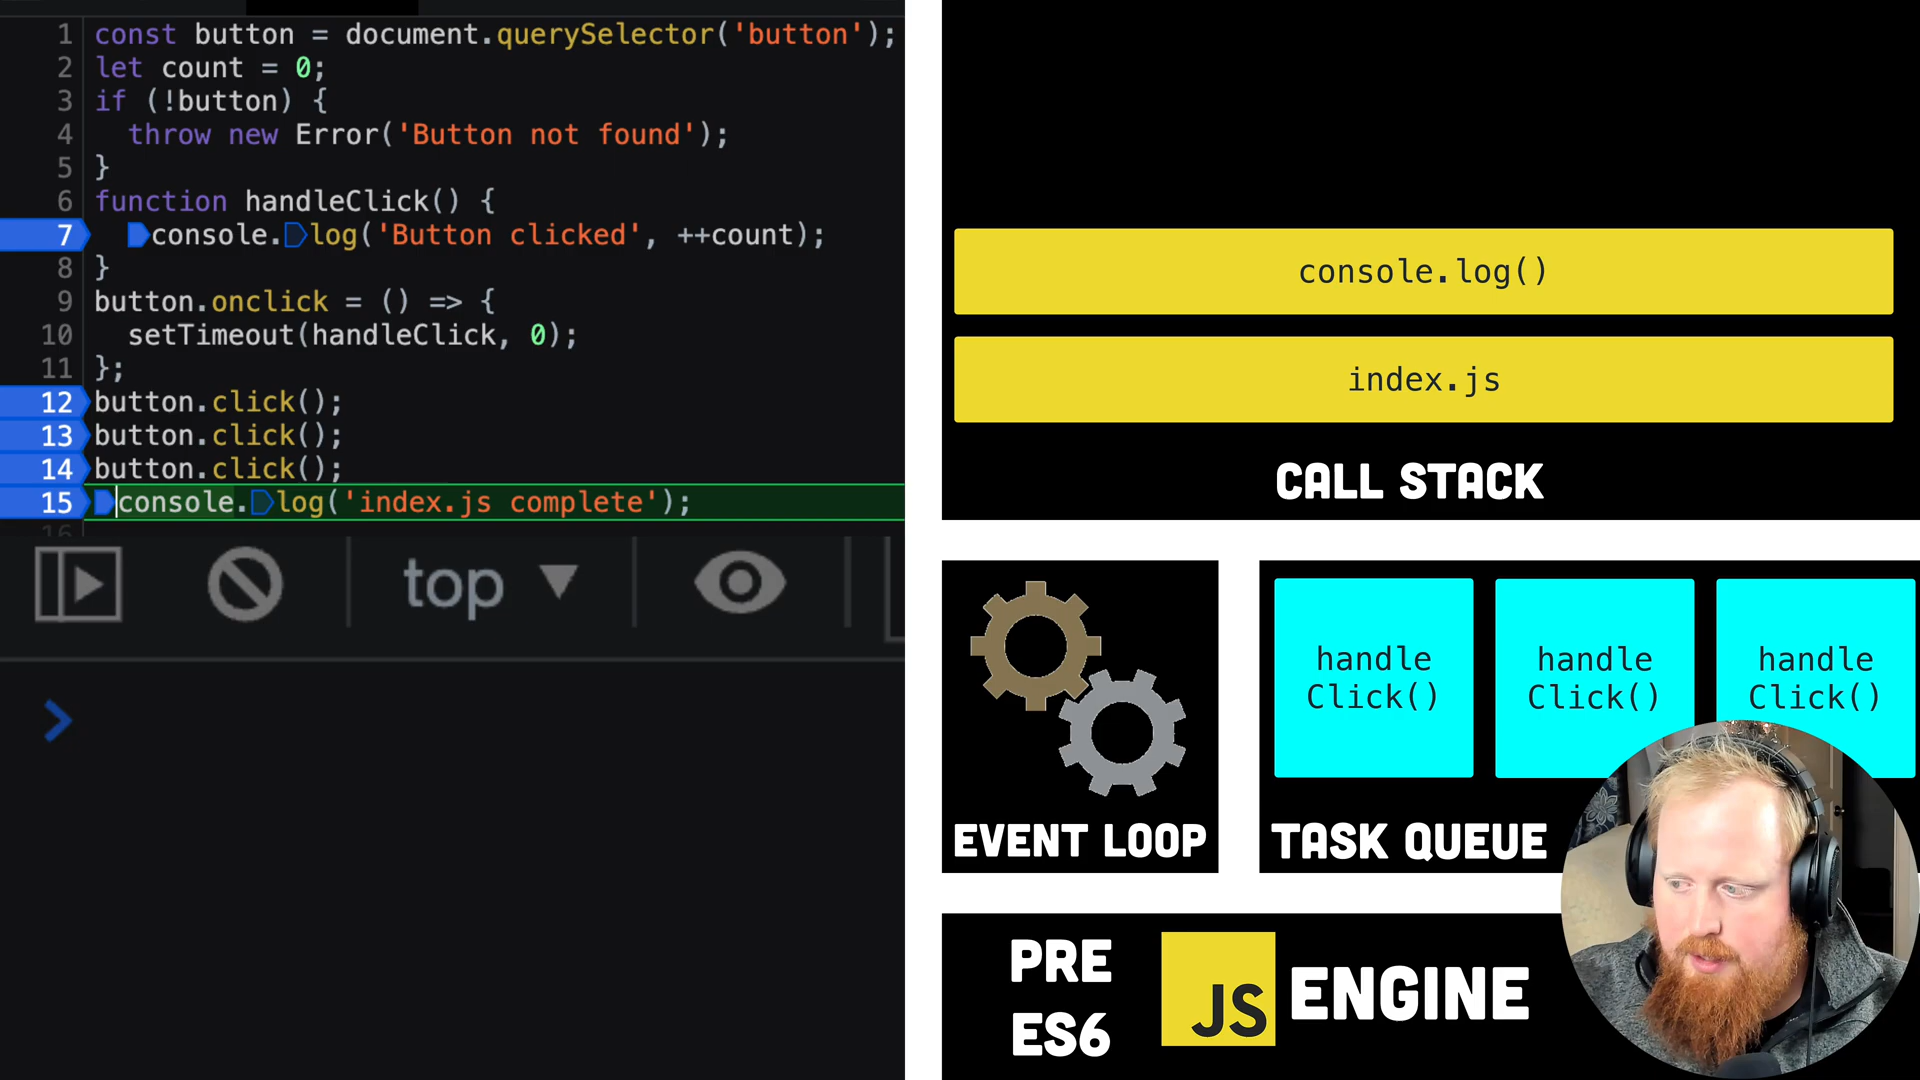 1 const button = document.querySelector('button');
2 let count = 0;
3 if (!button) {
4 throw new Error('Button not found');
5 }
6 function handleClick() {
7 console.log('Button clicked', ++count);
8 }
9 button.onclick = () => {
10 setTimeout(handleClick, 0);
11 };
12 button.click();
13 button.click();
14 button.click();
15 console.log('index.js complete');
16
top
console.log()
index.js
CALL STACK
handle
Click()
handle
Click()
handle
Click()
EVENT LOOP
TASK QUEUE
PRE
ES6
JS
ENGINE